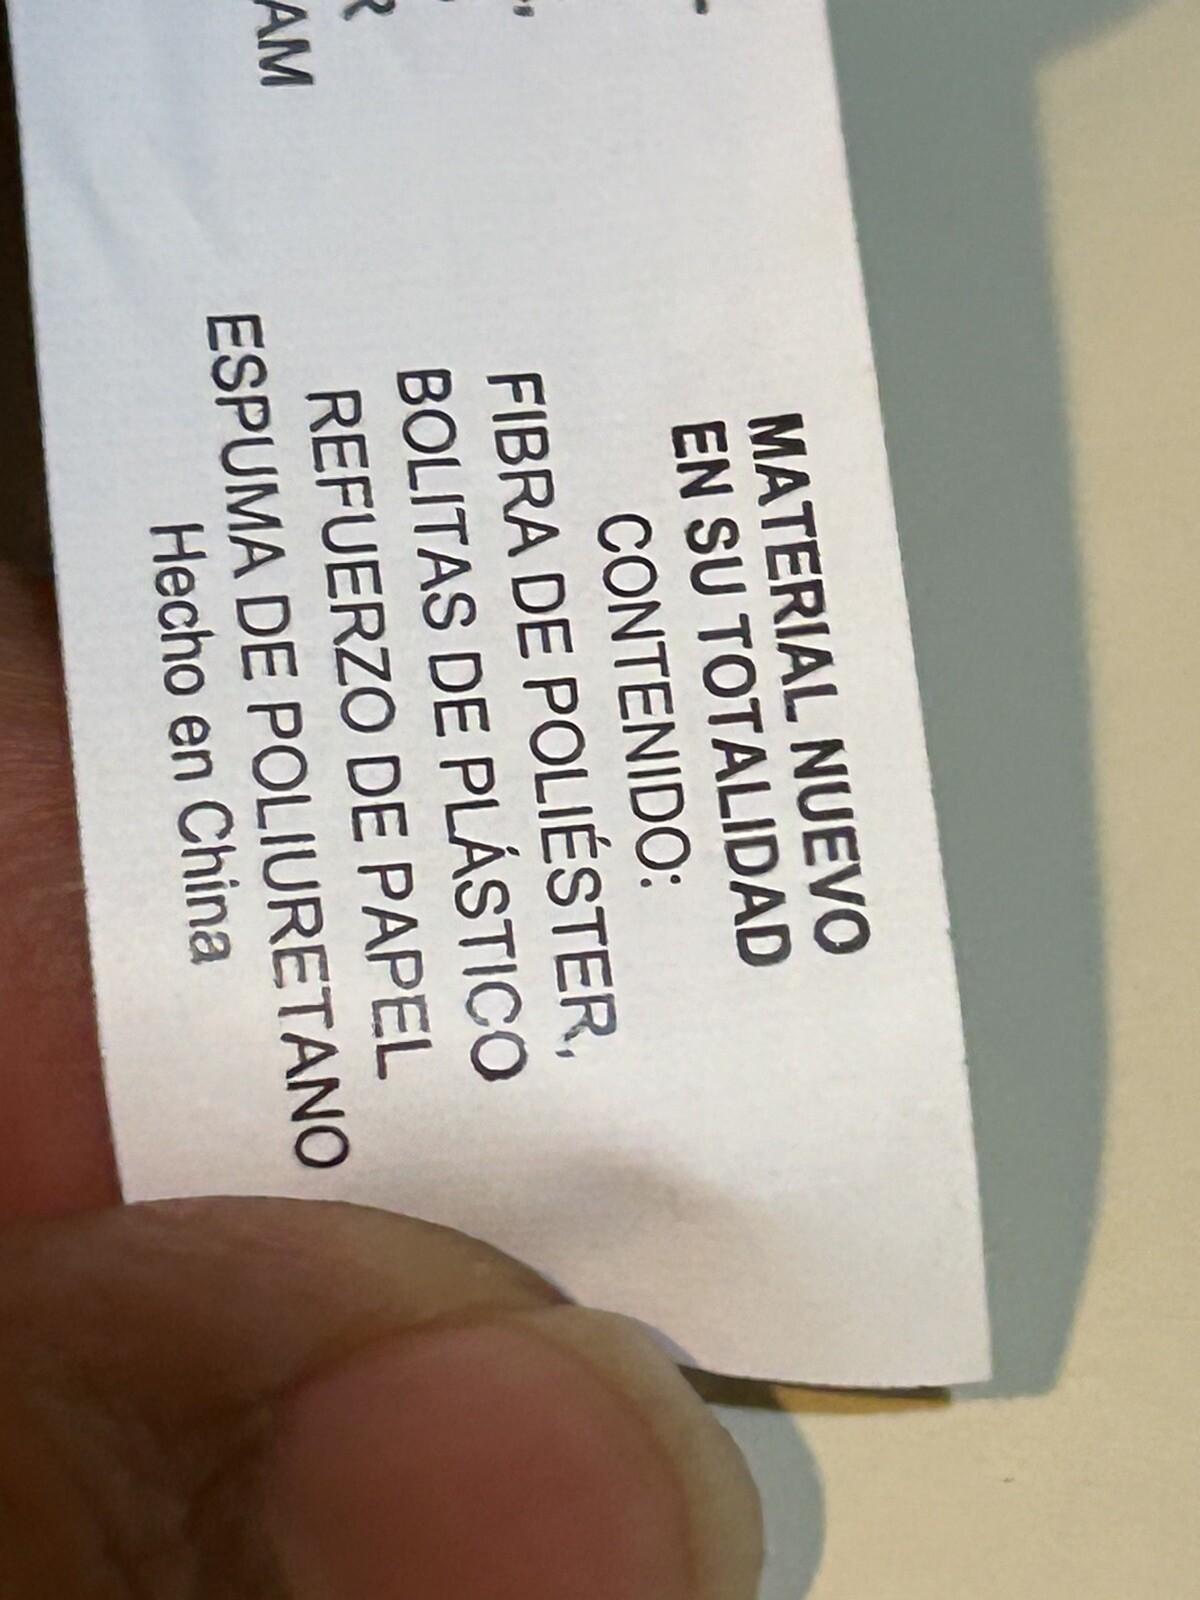 MATERIAL NUEVO
EN SU TOTALIDAD
CONTENIDO:
FIBRA DE POLIÉSTER,
BOLITAS DE PLÁSTICO
REFUERZO DE PAPEL
ESPUMA DE POLIURETANO
Hecho en China